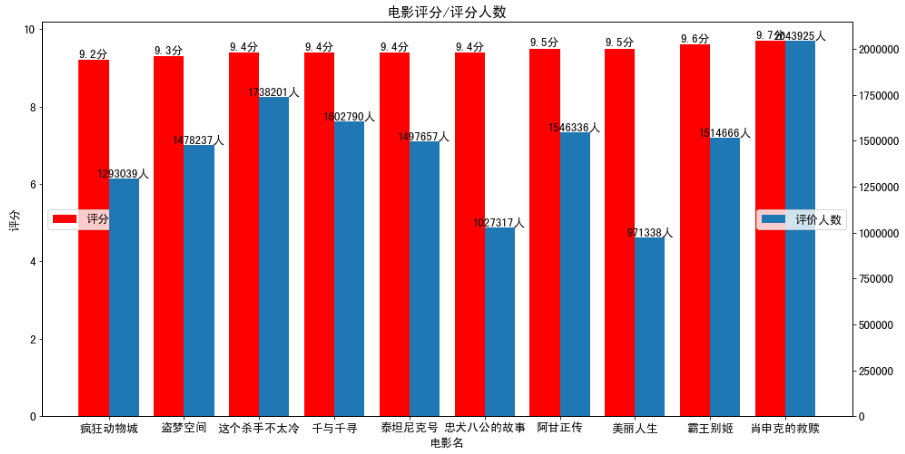 电影评分/评分人数
10
8
6
4
2
0
评分
9.2分
9.3分
9.4分
9.4分
9.4分
9.4分
9.5分
9.5分
9.6分
9.7分
1293039人
1478237人
1738201人
1602790人
1497657人
1027317人
1546336人
971338人
1514666人
2043925人
评分
评价人数
2000000
1750000
1500000
1250000
1000000
750000
500000
250000
0
疯狂动物城
盗梦空间
这个杀手不太冷
千与千寻
泰坦尼克号
忠犬八公的故事
阿甘正传
美丽人生
霸王别姬
肖申克的救赎
电影名